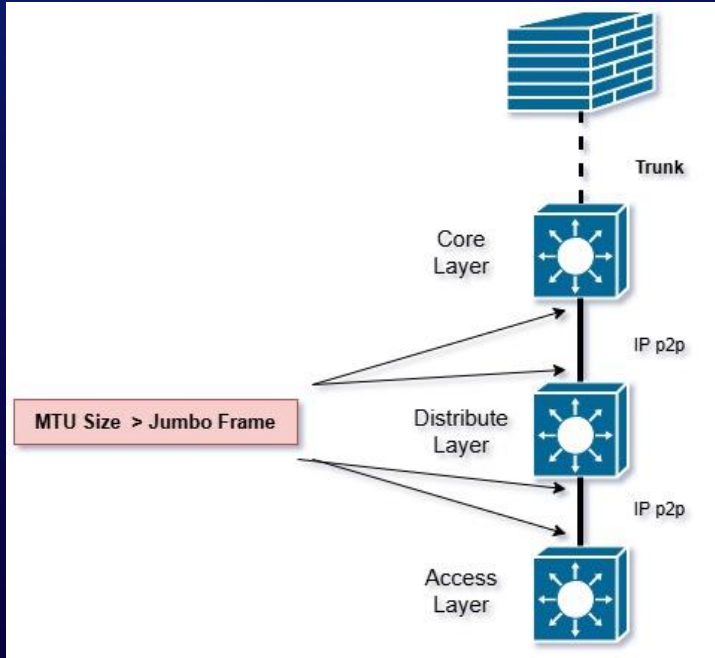 Trunk
Core
Layer
IP p2p
MTU Size > Jumbo Frame
Distribute
Layer
IP p2p
Access
Layer